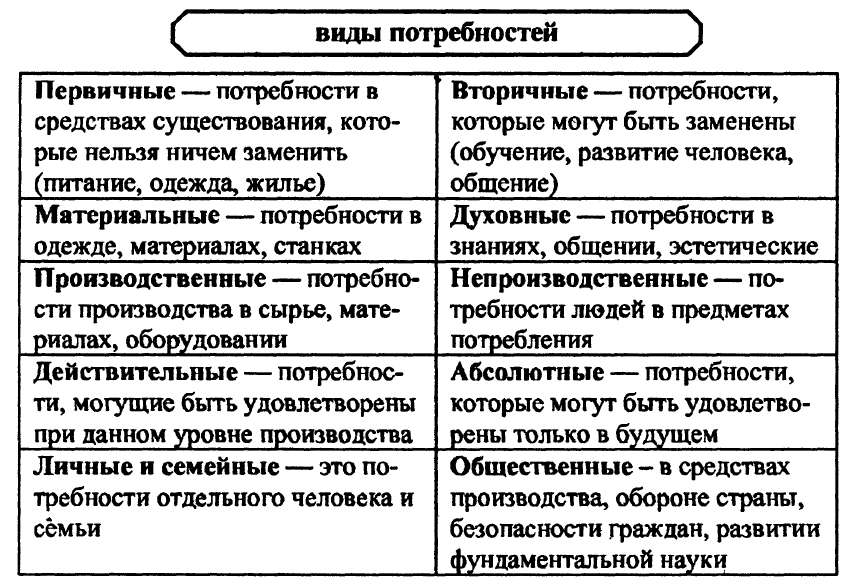 виды потребностей
Первичные — потребности в
средствах существования, кото-
рые нельзя ничем заменить
(питание, одежда, жилье)
Вторичные — потребности,
которые могут быть заменены
(обучение, развитие человека,
общение)
Материальные — потребности в
одежде, материалах, станках
Духовные — потребности в
знаниях, общении, эстетические
Производственные — потребно-
сти производства в сырье, мате-
риалах, оборудовании
Непроизводственные — по-
требности людей в предметах
потребления
Действительные — потребнос-
ти, могущие быть удовлетворены
при данном уровне производства
Абсолютные — потребности,
которые могут быть удовлетво-
рены только в будущем
Личные и семейные — это по-
требности отдельного человека и
семьи
Общественные – в средствах
производства, обороне страны,
безопасности граждан, развитии
фундаментальной науки